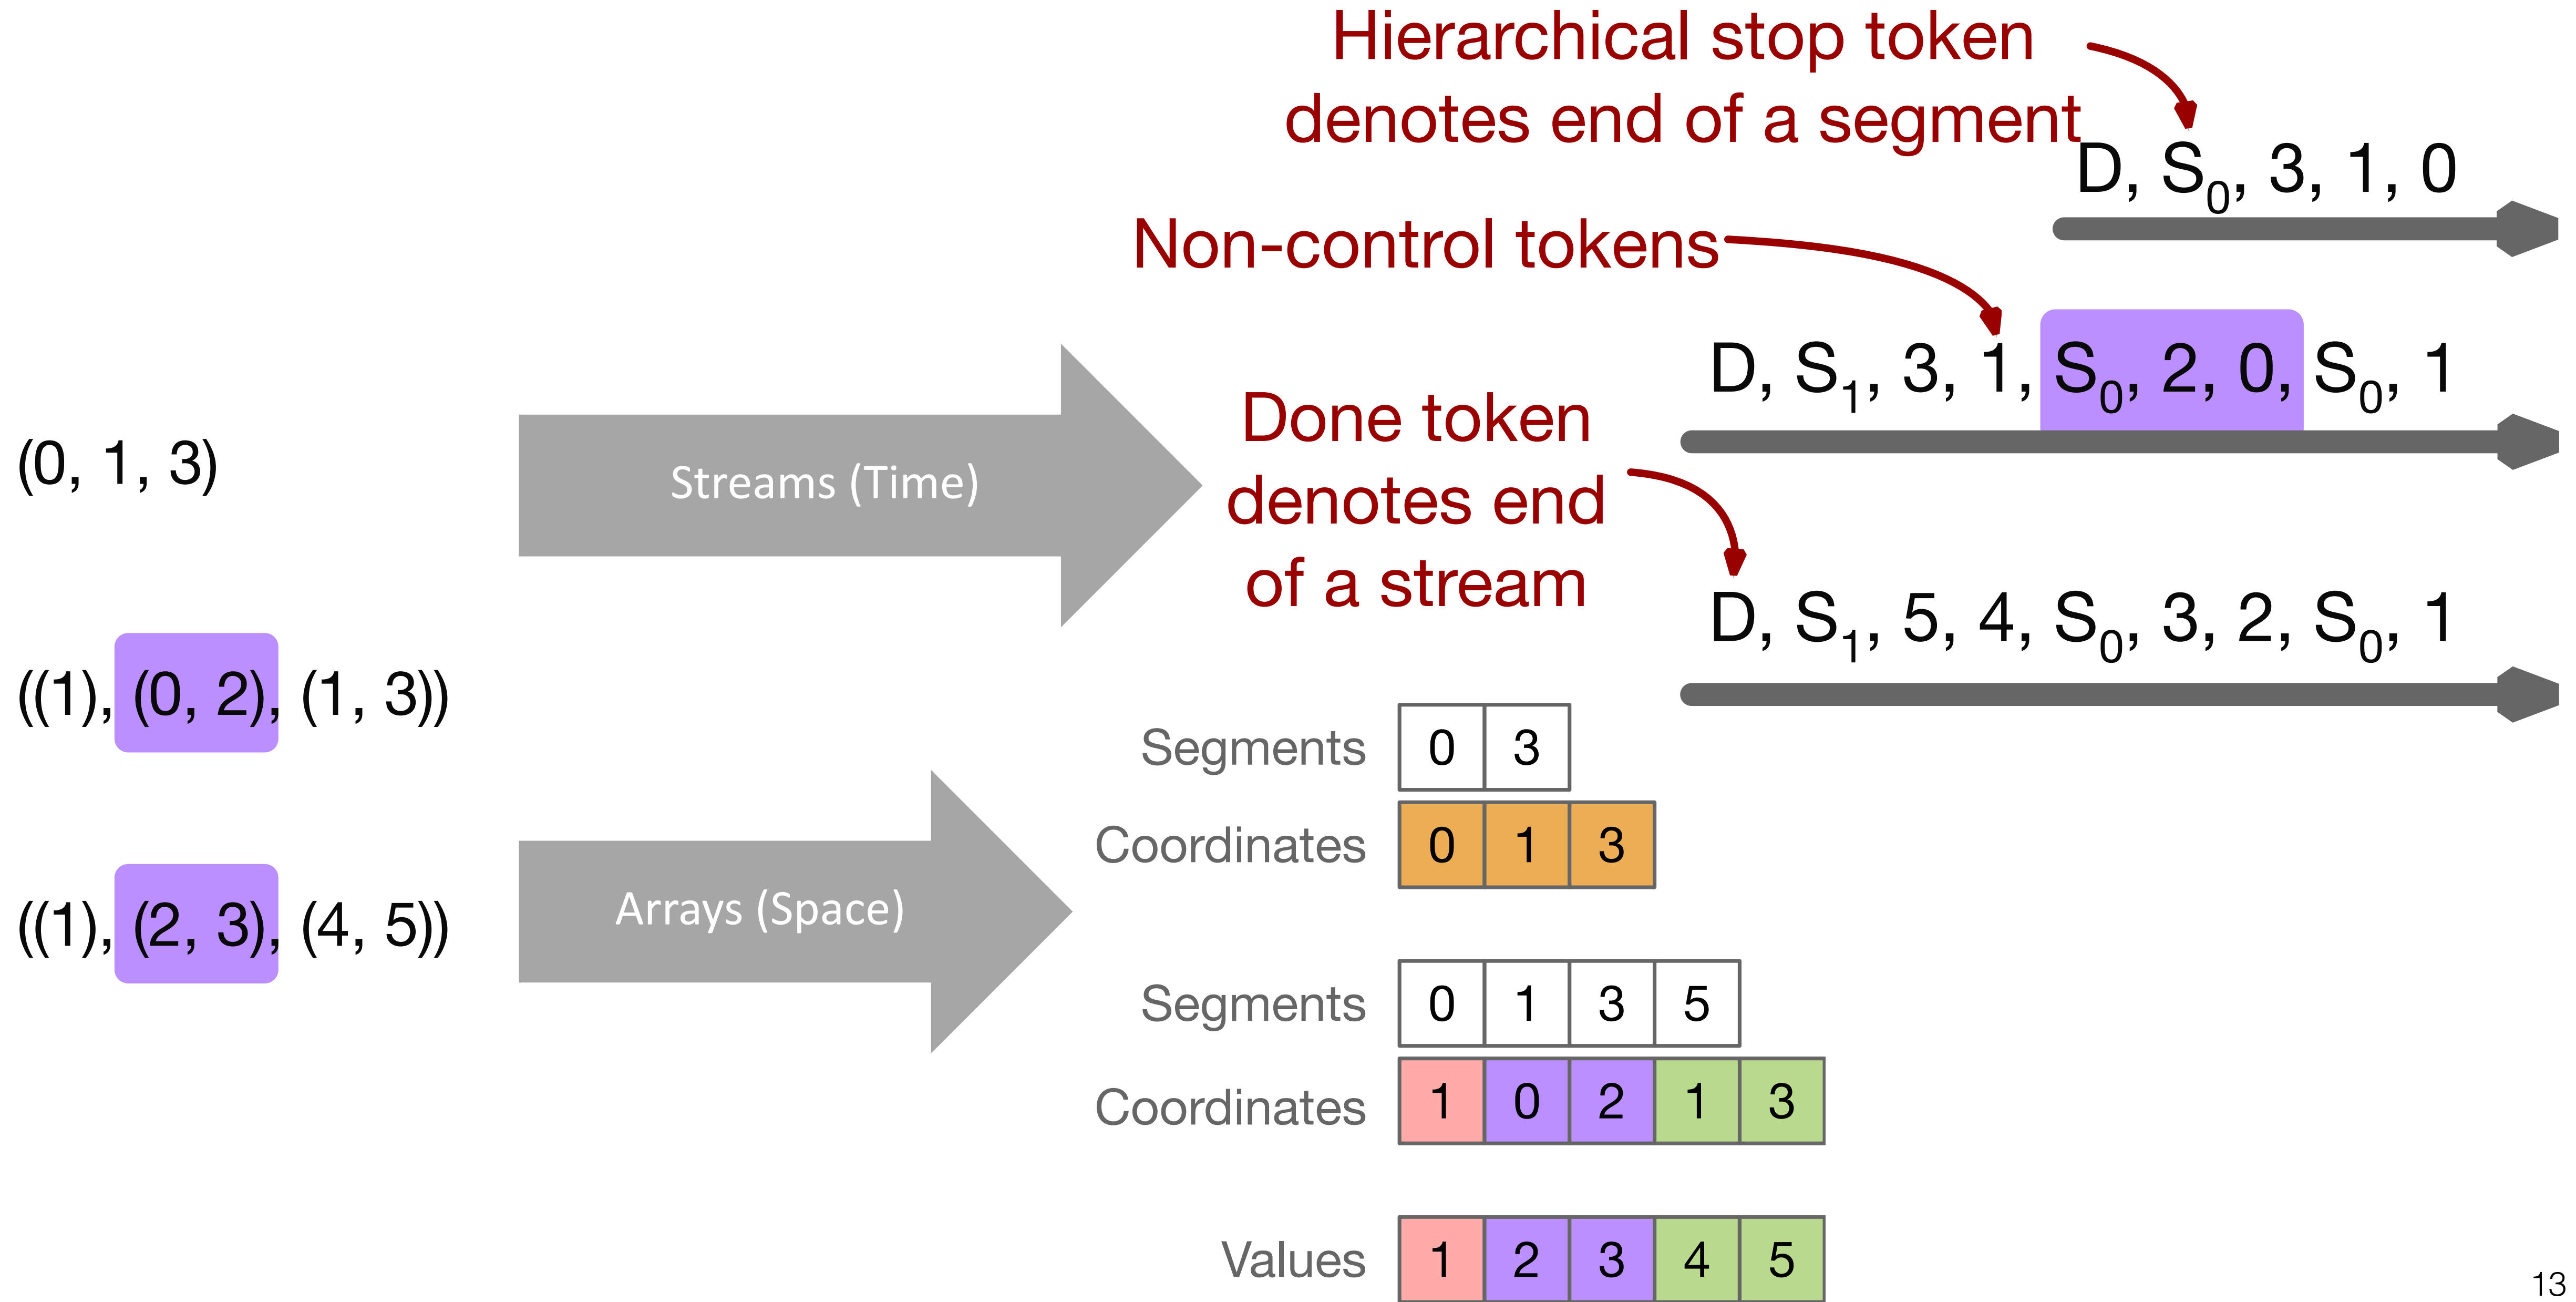 Hierarchical stop token
denotes end of a segment
D, S₀, 3, 1, 0
Non-control tokens
D, S₁, 3, 1, S₀, 2, 0, S₀, 1
Done token
denotes end
of a stream
D, S₁, 5, 4, S₀, 3, 2, S₀, 1
(0, 1, 3)
Streams (Time)
((1), (0, 2), (1, 3))
((1), (2, 3), (4, 5))
Arrays (Space)
Segments 0 3
Coordinates 0 1 3
Segments 0 1 3 5
Coordinates 1 0 2 1 3
Values 1 2 3 4 5
13